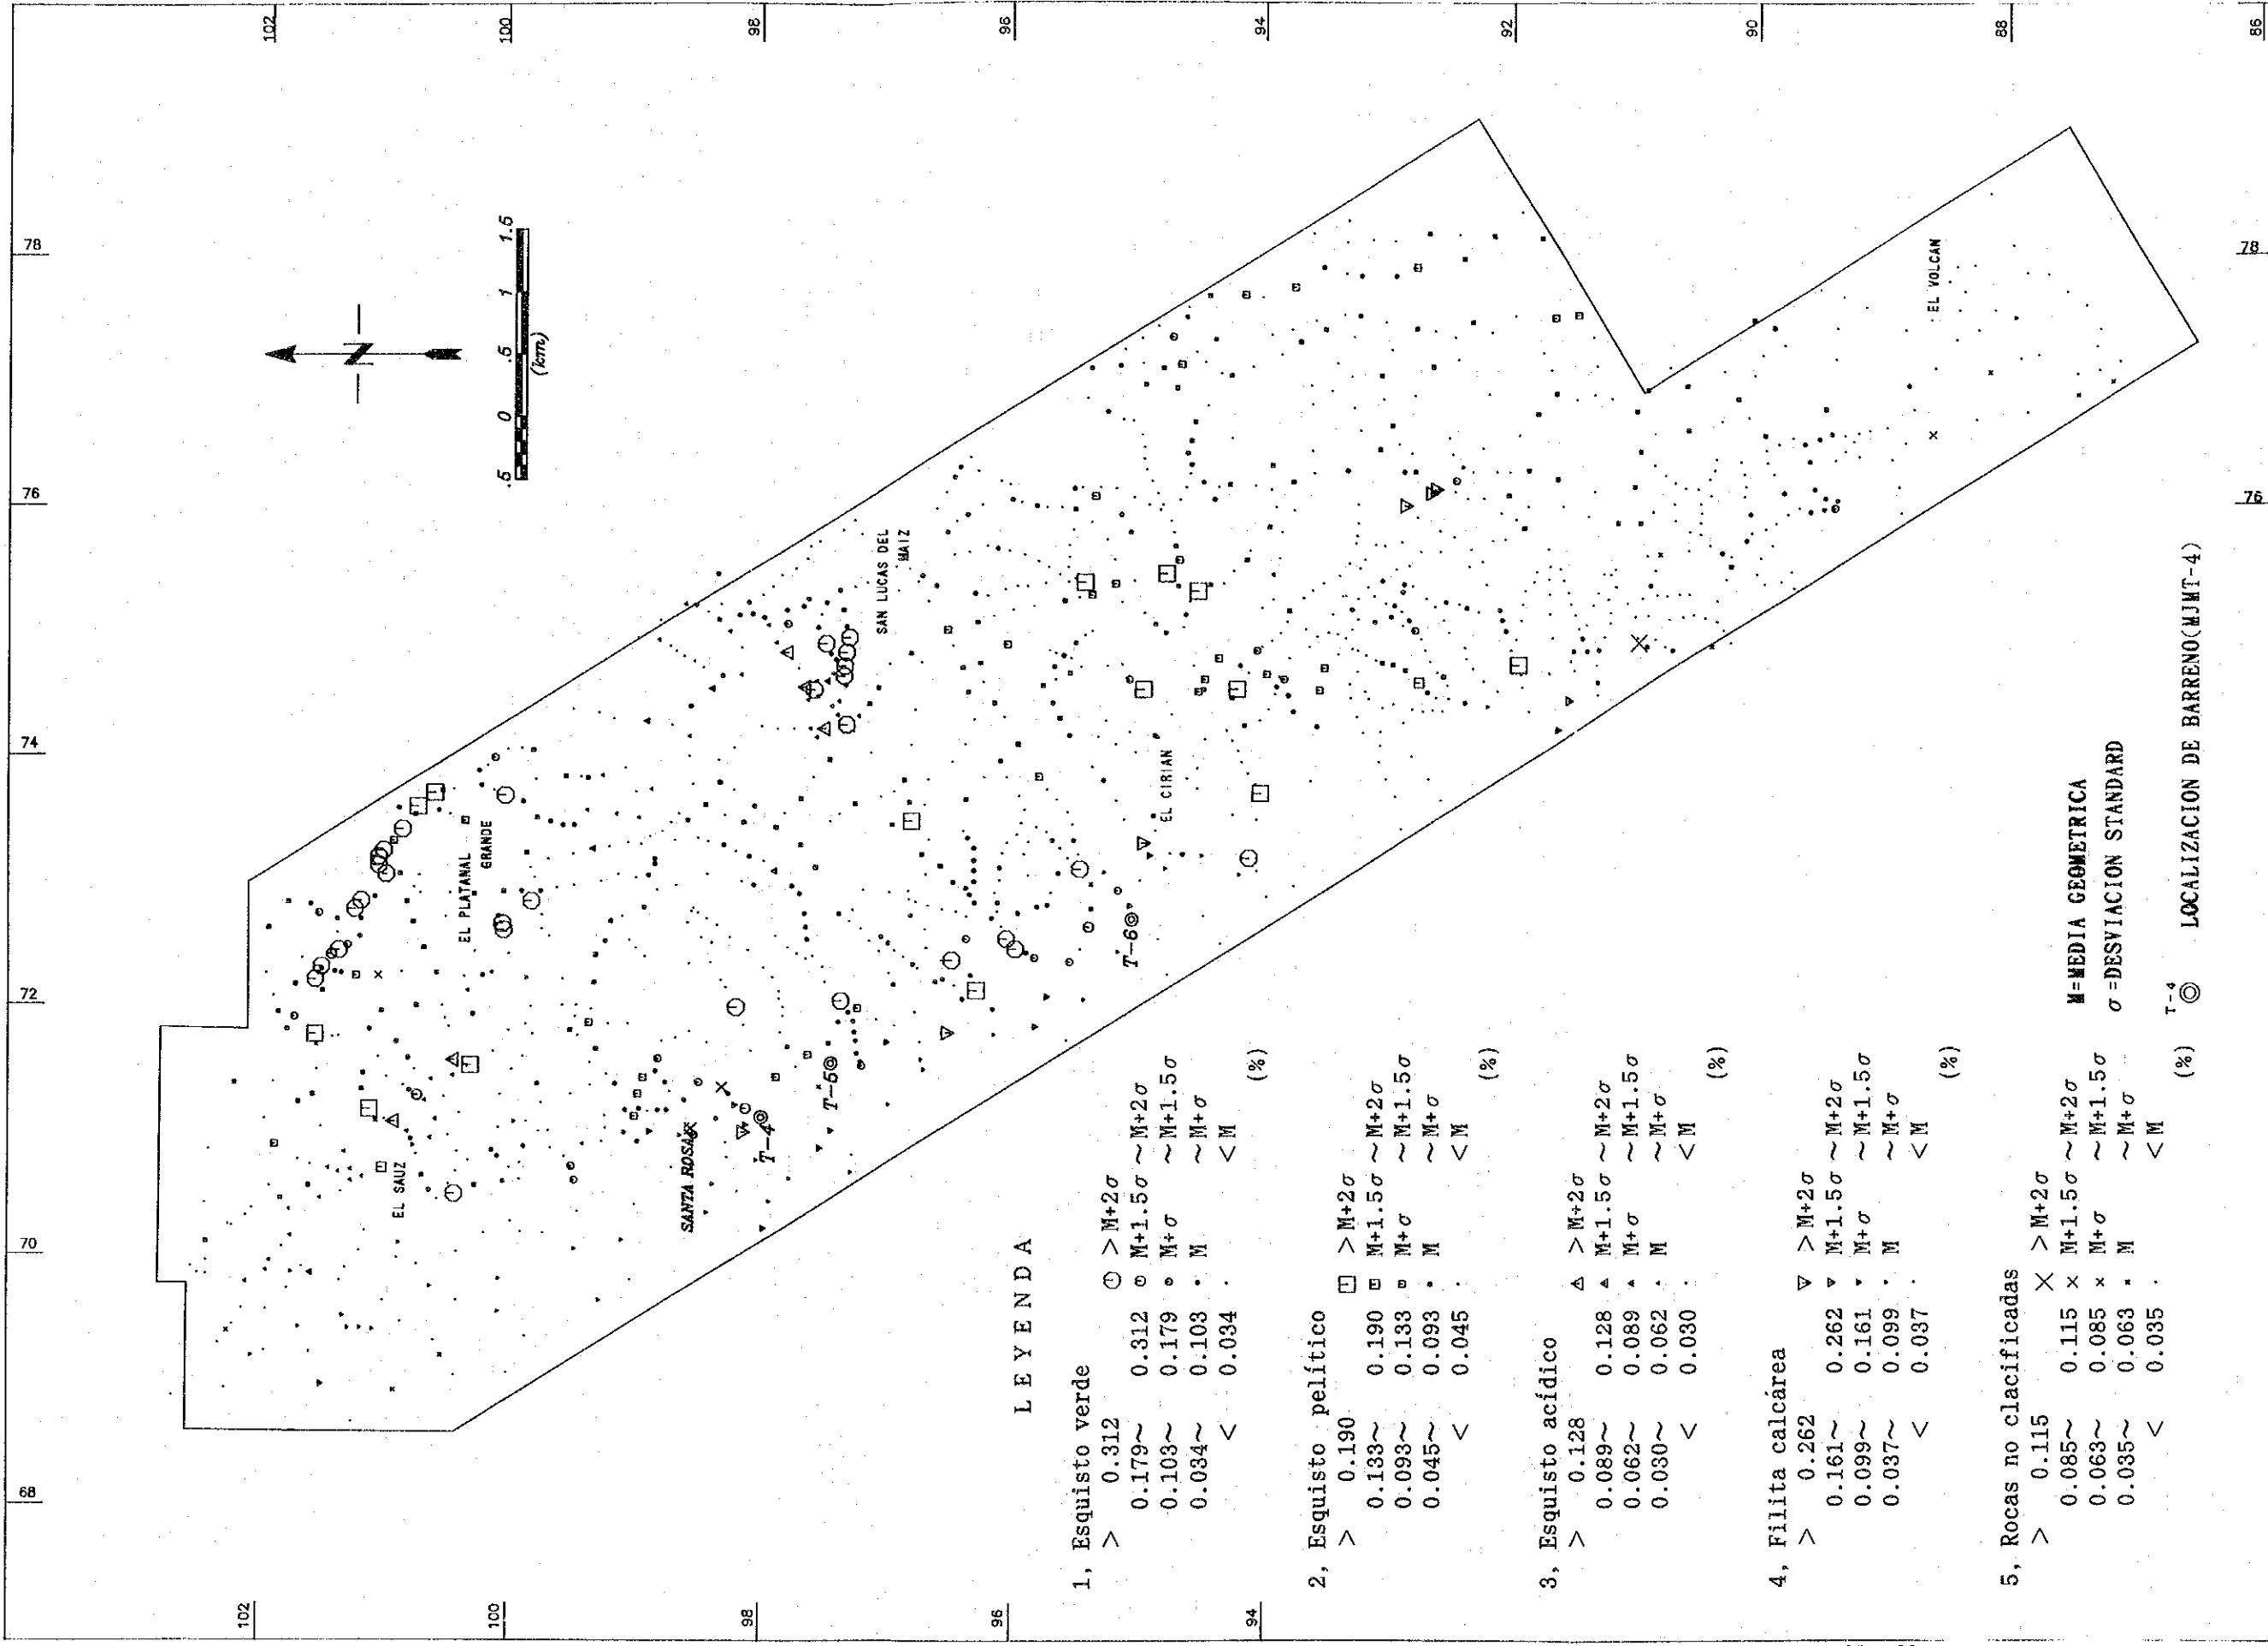 102
100
98
96
94
92
90
88
86
78
76
74
72
70
68
78
76
102
100
98
96
94
N
.5 0 .5 1 1.5
(km)
EL PLATANAL
GRANDE
EL SAUZ
SANTA ROSA
T-4
T-5
T-6
SAN LUCAS DEL
MAIZ
EL CIRIAN
EL VOLCAN
LEYENDA
1, Esquisto verde
> 0.312 > M+2σ
0.179~ 0.312 M+1.5σ ~M+2σ
0.103~ 0.179 M+σ ~M+1.5σ
0.034~ 0.103 M ~M+σ
< 0.034 < M
(%)
2, Esquisto pelítico
> 0.190 > M+2σ
0.133~ 0.190 M+1.5σ ~M+2σ
0.093~ 0.133 M+σ ~M+1.5σ
0.045~ 0.093 M ~M+σ
< 0.045 < M
(%)
3, Esquisto acídico
> 0.128 > M+2σ
0.089~ 0.128 M+1.5σ ~M+2σ
0.062~ 0.089 M+σ ~M+1.5σ
0.030~ 0.062 M ~M+σ
< 0.030 < M
(%)
4, Filita calcárea
> 0.262 > M+2σ
0.161~ 0.262 M+1.5σ ~M+2σ
0.099~ 0.161 M+σ ~M+1.5σ
0.037~ 0.099 M ~M+σ
< 0.037 < M
(%)
5, Rocas no clacificadas
> 0.115 > M+2σ
0.085~ 0.115 M+1.5σ ~M+2σ
0.063~ 0.085 M+σ ~M+1.5σ
0.035~ 0.063 M ~M+σ
< 0.035 < M
(%)
M=MEDIA GEOMETRICA
σ=DESVIACION STANDARD
T-4 LOCALIZACION DE BARRENO(MJMT-4)